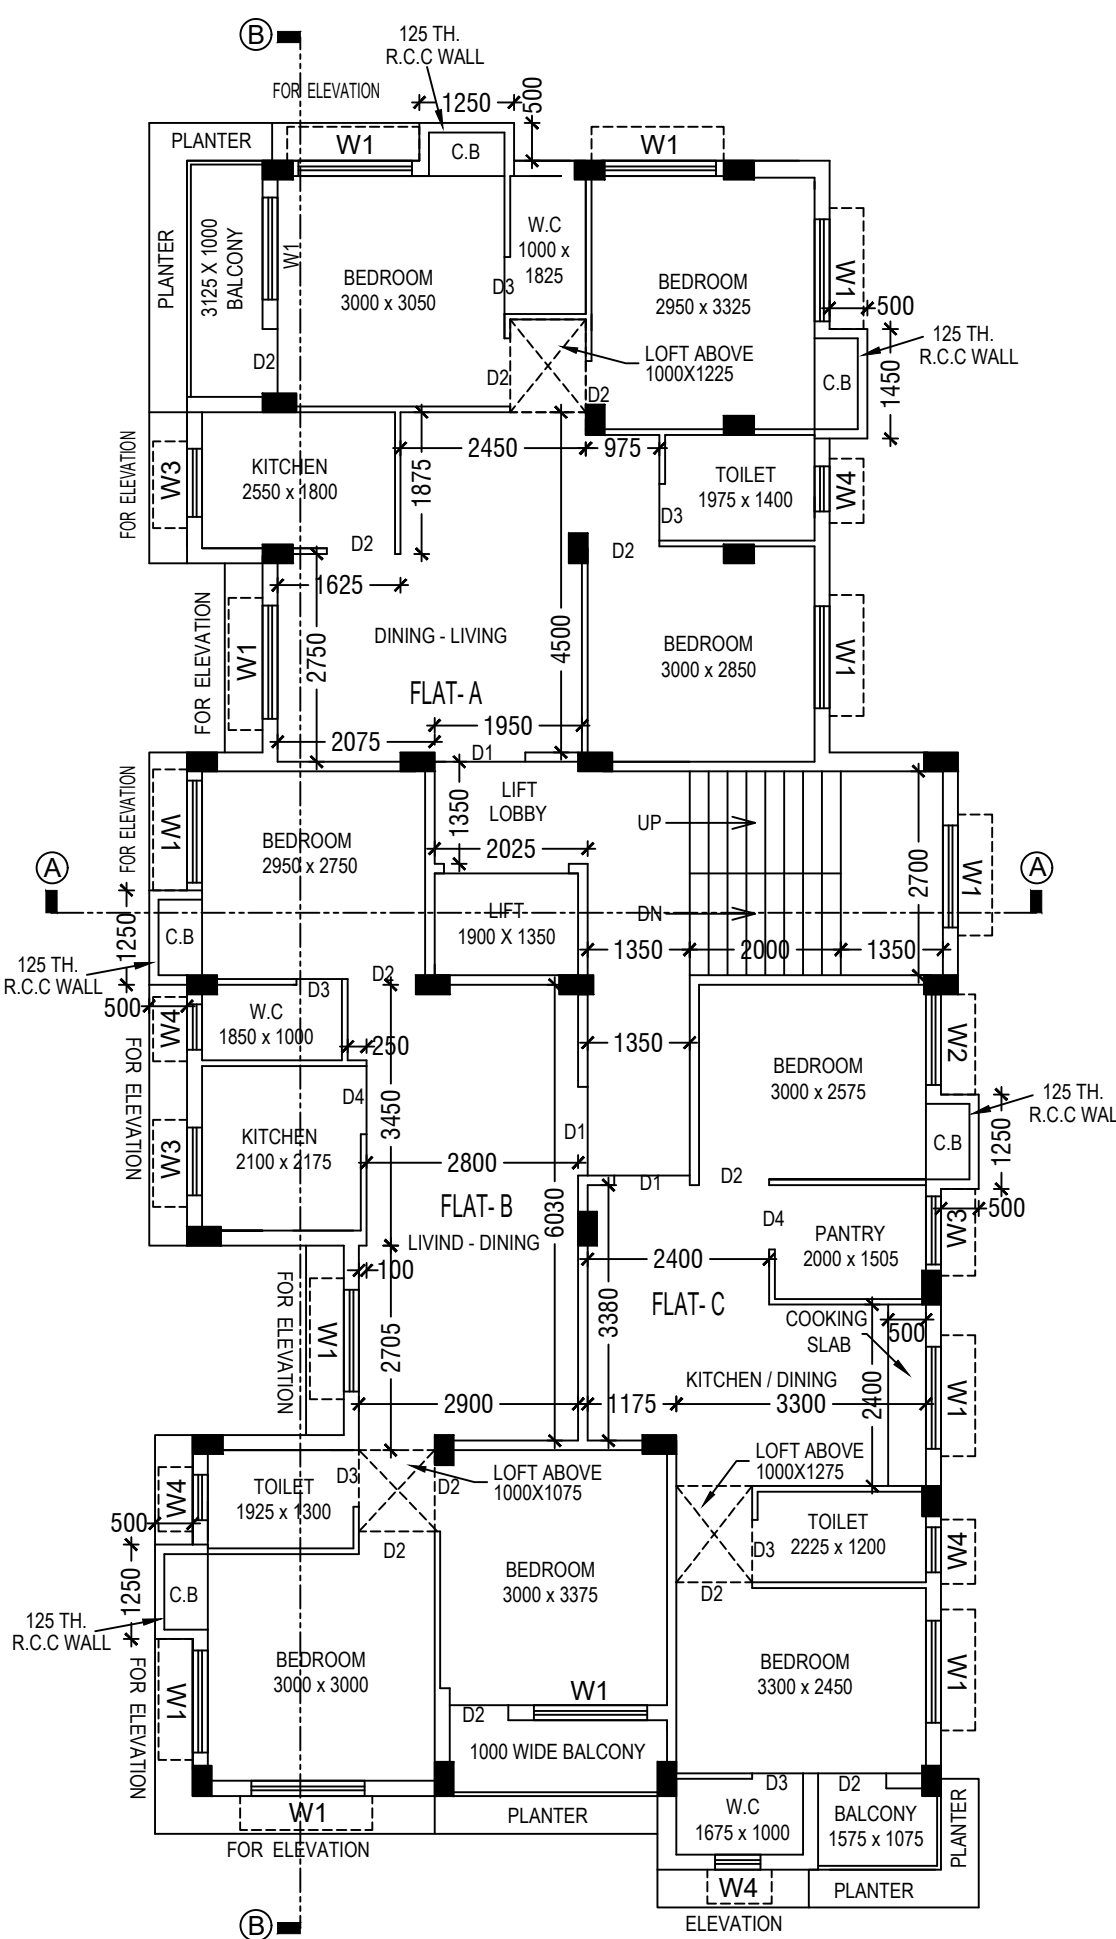 B
125 TH.
R.C.C WALL
FOR ELEVATION
1250
500
PLANTER
W1
C.B
W1
PLANTER
3125 X 1000
BALCONY
W1
W.C
1000 x
1825
BEDROOM
3000 x 3050
D3
BEDROOM
2950 x 3325
W1
500
125 TH.
R.C.C WALL
LOFT ABOVE
1000X1225
D2
D2
D2
C.B
1450
FOR ELEVATION
W3
KITCHEN
2550 x 1800
1875
2450
975
TOILET
1975 x 1400
W4
D3
D2
D2
1625
FOR ELEVATION
W1
2750
DINING - LIVING
4500
BEDROOM
3000 x 2850
W1
FLAT- A
1950
2075
D1
FOR ELEVATION
W1
1350
LIFT
LOBBY
UP
BEDROOM
2950 x 2750
2025
2700
W1
A
A
1250
C.B
LIFT
1900 X 1350
DN
125 TH.
R.C.C WALL
1350
2000
1350
D2
D3
500
W4
W.C
1850 x 1000
250
1350
W2
FOR ELEVATION
BEDROOM
3000 x 2575
125 TH.
R.C.C WAL
D4
3450
W3
KITCHEN
2100 x 2175
D1
C.B
1250
2800
D2
D1
FLAT- B
6030
D4
PANTRY
2000 x 1505
W3
500
LIVIND - DINING
2400
100
FOR ELEVATION
W1
3380
FLAT- C
COOKING
SLAB
500
2705
KITCHEN / DINING
2400
W1
2900
1175
3300
LOFT ABOVE
1000X1275
W4
TOILET
1925 x 1300
D3
LOFT ABOVE
1000X1075
D2
500
TOILET
2225 x 1200
W4
D3
D2
1250
C.B
BEDROOM
3000 x 3375
D2
125 TH.
R.C.C WALL
FOR ELEVATION
W1
BEDROOM
3000 x 3000
BEDROOM
3300 x 2450
W1
W1
D2
1000 WIDE BALCONY
D3
D2
W1
PLANTER
W.C
1675 x 1000
BALCONY
1575 x 1075
PLANTER
FOR ELEVATION
W4
PLANTER
ELEVATION
B